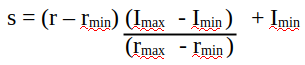 s = (r – rmin) (Imax - Imin) + Imin
(rmax - rmin)